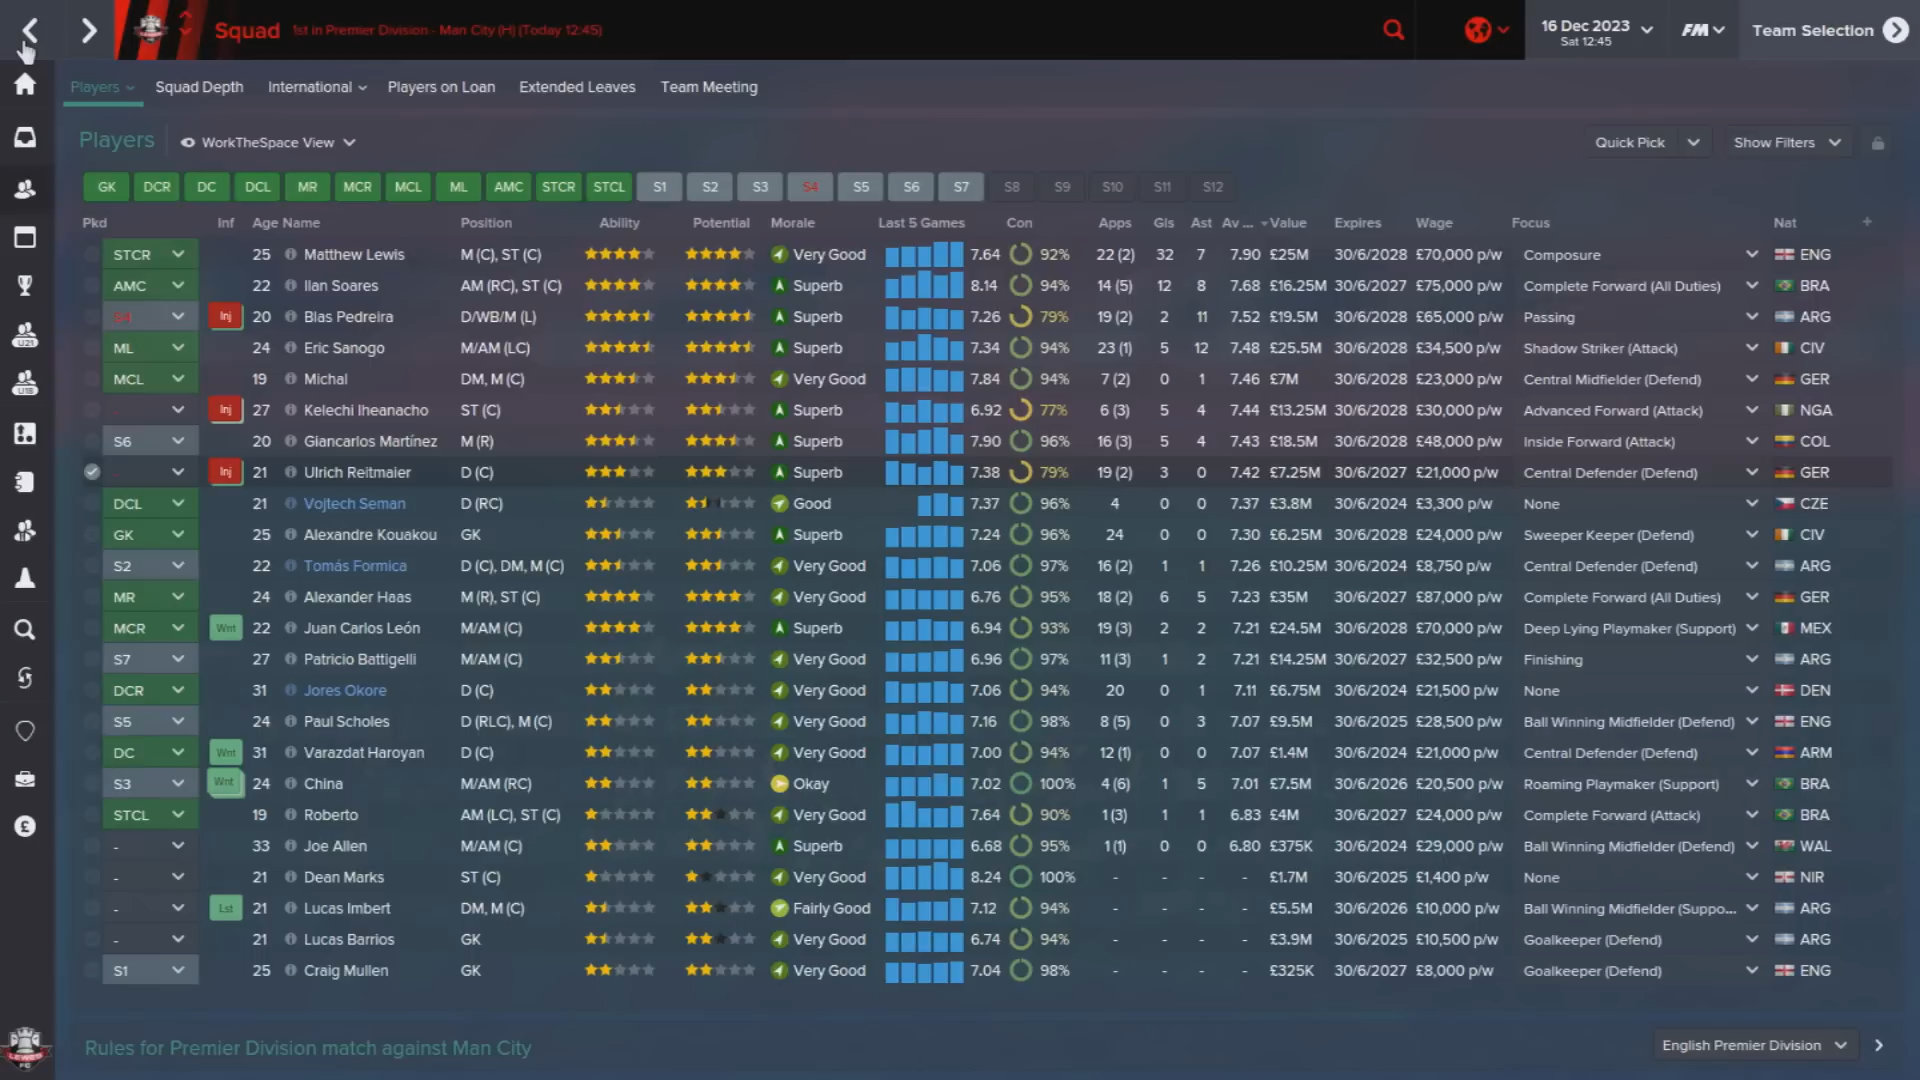 Squad 1st in Premier Division - Man City (H) (Today 12:45) 16 Dec 2023 FM Team Selection
Sat 12:45
Players Squad Depth International Players on Loan Extended Leaves Team Meeting
Players WorkTheSpace View Quick Pick Show Filters
GK DCR DC DCL MR MCR MCL ML AMC STCR STCL S1 S2 S3 S4 S5 S6 S7 S8 S9 S10 S11 S12
Pkd Inf Age Name Position Ability Potential Morale Last 5 Games Con Apps Gls Ast Av ... Value Expires Wage Focus Nat +
STCR 25 Matthew Lewis M (C), ST (C) Very Good 7.64 92% 22 (2) 32 7 7.90 £25M 30/6/2028 £70,000 p/w Composure ENG
AMC 22 Ilan Soares AM (RC), ST (C) Superb 8.14 94% 14 (5) 12 8 7.68 £16.25M 30/6/2027 £75,000 p/w Complete Forward (All Duties) BRA
S4 Inj 20 Blas Pedreira D/WB/M (L) Superb 7.26 79% 19 (2) 2 11 7.52 £19.5M 30/6/2028 £65,000 p/w Passing ARG
ML 24 Eric Sanogo M/AM (LC) Superb 7.34 94% 23 (1) 5 12 7.48 £25.5M 30/6/2028 £34,500 p/w Shadow Striker (Attack) CIV
MCL 19 Michal DM, M (C) Very Good 7.84 94% 7 (2) 0 1 7.46 £7M 30/6/2028 £23,000 p/w Central Midfielder (Defend) GER
- Inj 27 Kelechi Iheanacho ST (C) Superb 6.92 77% 6 (3) 5 4 7.44 £13.25M 30/6/2028 £30,000 p/w Advanced Forward (Attack) NGA
S6 20 Giancarlos Martínez M (R) Superb 7.90 96% 16 (3) 5 4 7.43 £18.5M 30/6/2028 £48,000 p/w Inside Forward (Attack) COL
- Inj 21 Ulrich Reitmaier D (C) Superb 7.38 79% 19 (2) 3 0 7.42 £7.25M 30/6/2027 £21,000 p/w Central Defender (Defend) GER
DCL 21 Vojtech Seman D (RC) Good 7.37 96% 4 0 0 7.37 £3.8M 30/6/2024 £3,300 p/w None CZE
GK 25 Alexandre Kouakou GK Superb 7.24 96% 24 0 0 7.30 £6.25M 30/6/2028 £24,000 p/w Sweeper Keeper (Defend) CIV
S2 22 Tomás Formica D (C), DM, M (C) Very Good 7.06 97% 16 (2) 1 1 7.26 £10.25M 30/6/2024 £8,750 p/w Central Defender (Defend) ARG
MR 24 Alexander Haas M (R), ST (C) Very Good 6.76 95% 18 (2) 6 5 7.23 £35M 30/6/2027 £87,000 p/w Complete Forward (All Duties) GER
MCR Wnt 22 Juan Carlos León M/AM (C) Superb 6.94 93% 19 (3) 2 2 7.21 £24.5M 30/6/2028 £70,000 p/w Deep Lying Playmaker (Support) MEX
S7 27 Patricio Battigelli M/AM (C) Very Good 6.96 97% 11 (3) 1 2 7.21 £14.25M 30/6/2027 £32,500 p/w Finishing ARG
DCR 31 Jores Okore D (C) Very Good 7.06 94% 20 0 1 7.11 £6.75M 30/6/2024 £21,500 p/w None DEN
S5 24 Paul Scholes D (RLC), M (C) Very Good 7.16 98% 8 (5) 0 3 7.07 £9.5M 30/6/2025 £28,500 p/w Ball Winning Midfielder (Defend) ENG
DC Wnt 31 Varazdat Haroyan D (C) Very Good 7.00 94% 12 (1) 0 0 7.07 £1.4M 30/6/2024 £21,000 p/w Central Defender (Defend) ARM
S3 Wnt 24 China M/AM (RC) Okay 7.02 100% 4 (6) 1 5 7.01 £7.5M 30/6/2026 £20,500 p/w Roaming Playmaker (Support) BRA
STCL 19 Roberto AM (LC), ST (C) Very Good 7.64 90% 1 (3) 1 1 6.83 £4M 30/6/2027 £24,000 p/w Complete Forward (Attack) BRA
- 33 Joe Allen M/AM (C) Superb 6.68 95% 1 (1) 0 0 6.80 £375K 30/6/2024 £29,000 p/w Ball Winning Midfielder (Defend) WAL
- 21 Dean Marks ST (C) Very Good 8.24 100% - - - - £1.7M 30/6/2025 £1,400 p/w None NIR
- Lst 21 Lucas Imbert DM, M (C) Fairly Good 7.12 94% - - - - £5.5M 30/6/2026 £10,000 p/w Ball Winning Midfielder (Suppo... ARG
- 21 Lucas Barrios GK Very Good 6.74 94% - - - - £3.9M 30/6/2025 £10,500 p/w Goalkeeper (Defend) ARG
S1 25 Craig Mullen GK Very Good 7.04 98% - - - - £325K 30/6/2027 £8,000 p/w Goalkeeper (Defend) ENG
U21
U18
Rules for Premier Division match against Man City English Premier Division